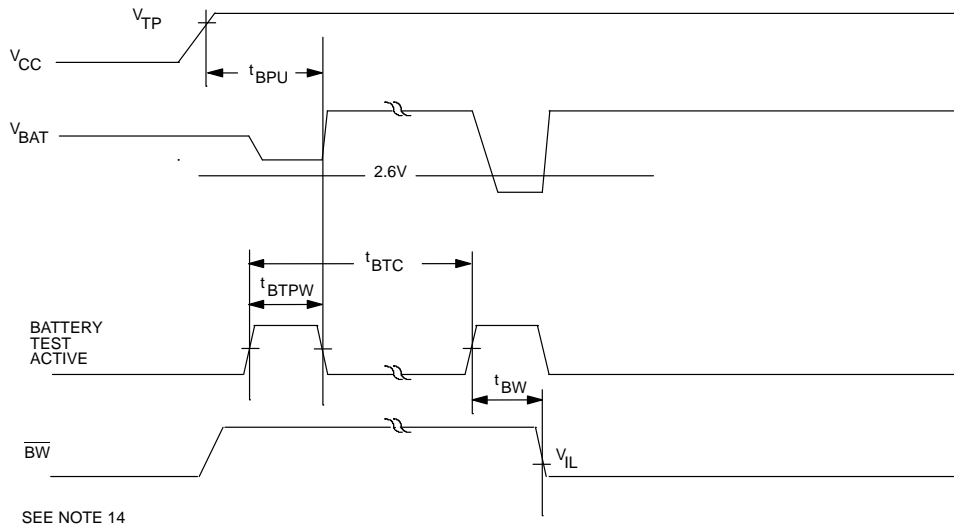 VTP
VCC
tBPU
VBAT
2.6V
tBTC
tBTPW
BATTERY
TEST
ACTIVE
tBW
BW
VIL
SEE NOTE 14